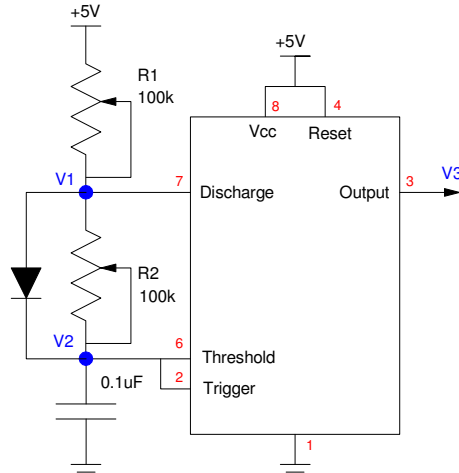 +5V
R1
100k
+5V
8
4
Vcc
Reset
V1
7
Discharge
Output
3
V3
R2
100k
V2
6
Threshold
0.1uF
2
Trigger
1